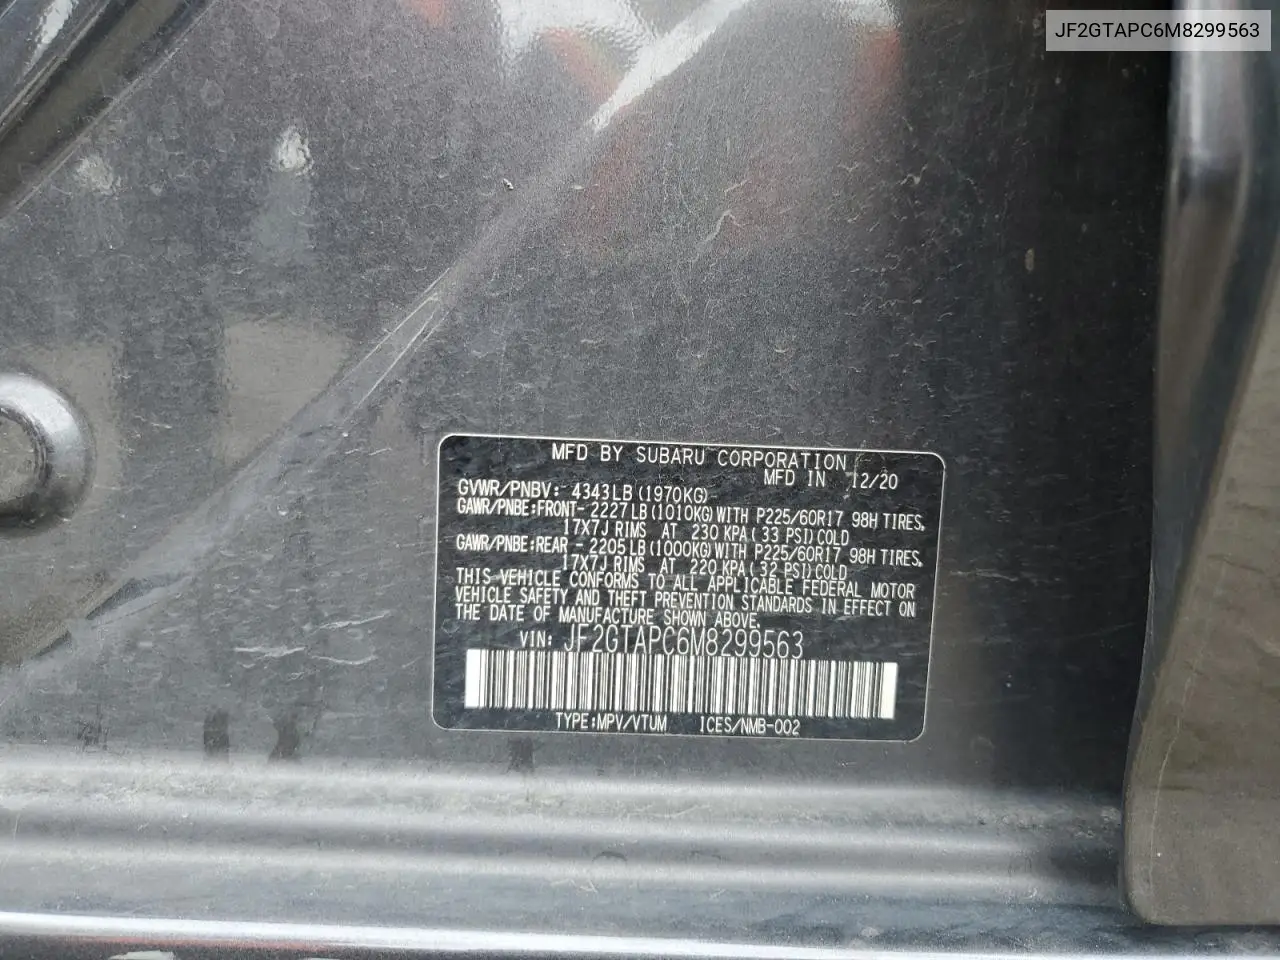 JF2GTAPC6M8299563
MFD BY SUBARU CORPORATION
MFD IN 12/20
GVWR/PNBV: 4343LB(1970KG)
GAWR/PNBE:FRONT-2227LB(1010KG)WITH P225/60R17 98H TIRES,
17X7J RIMS AT 230 KPA(33 PSI)COLD
GAWR/PNBE:REAR -2205LB(1000KG)WITH P225/60R17 98H TIRES,
17X7J RIMS AT 220 KPA(32 PSI)COLD
THIS VEHICLE CONFORMS TO ALL APPLICABLE FEDERAL MOTOR
VEHICLE SAFETY AND THEFT PREVENTION STANDARDS IN EFFECT ON
THE DATE OF MANUFACTURE SHOWN ABOVE.
VIN: JF2GTAPC6M8299563
TYPE:MPV/VTUM ICES/NMB-002